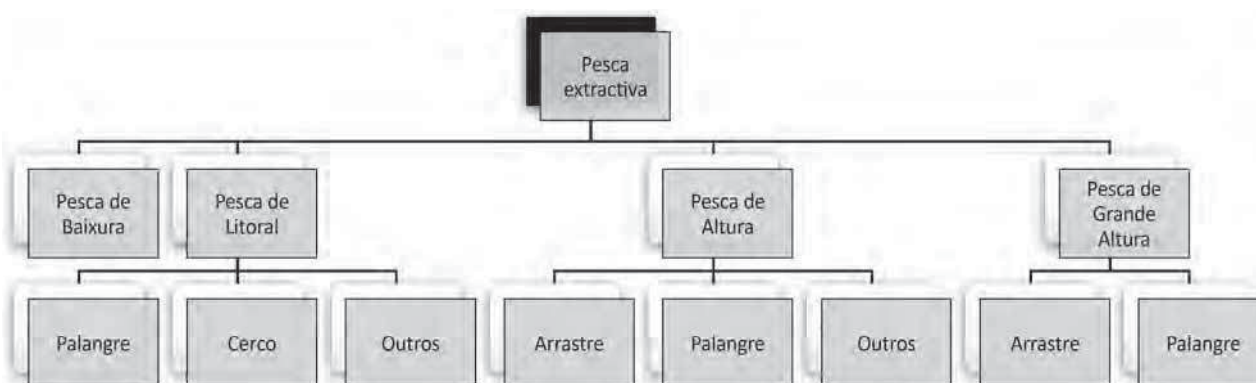 Pesca
extractiva
Pesca de
Baixura
Pesca de
Litoral
Pesca de
Altura
Pesca de
Grande
Altura
Palangre
Cerco
Outros
Arrastre
Palangre
Outros
Arrastre
Palangre